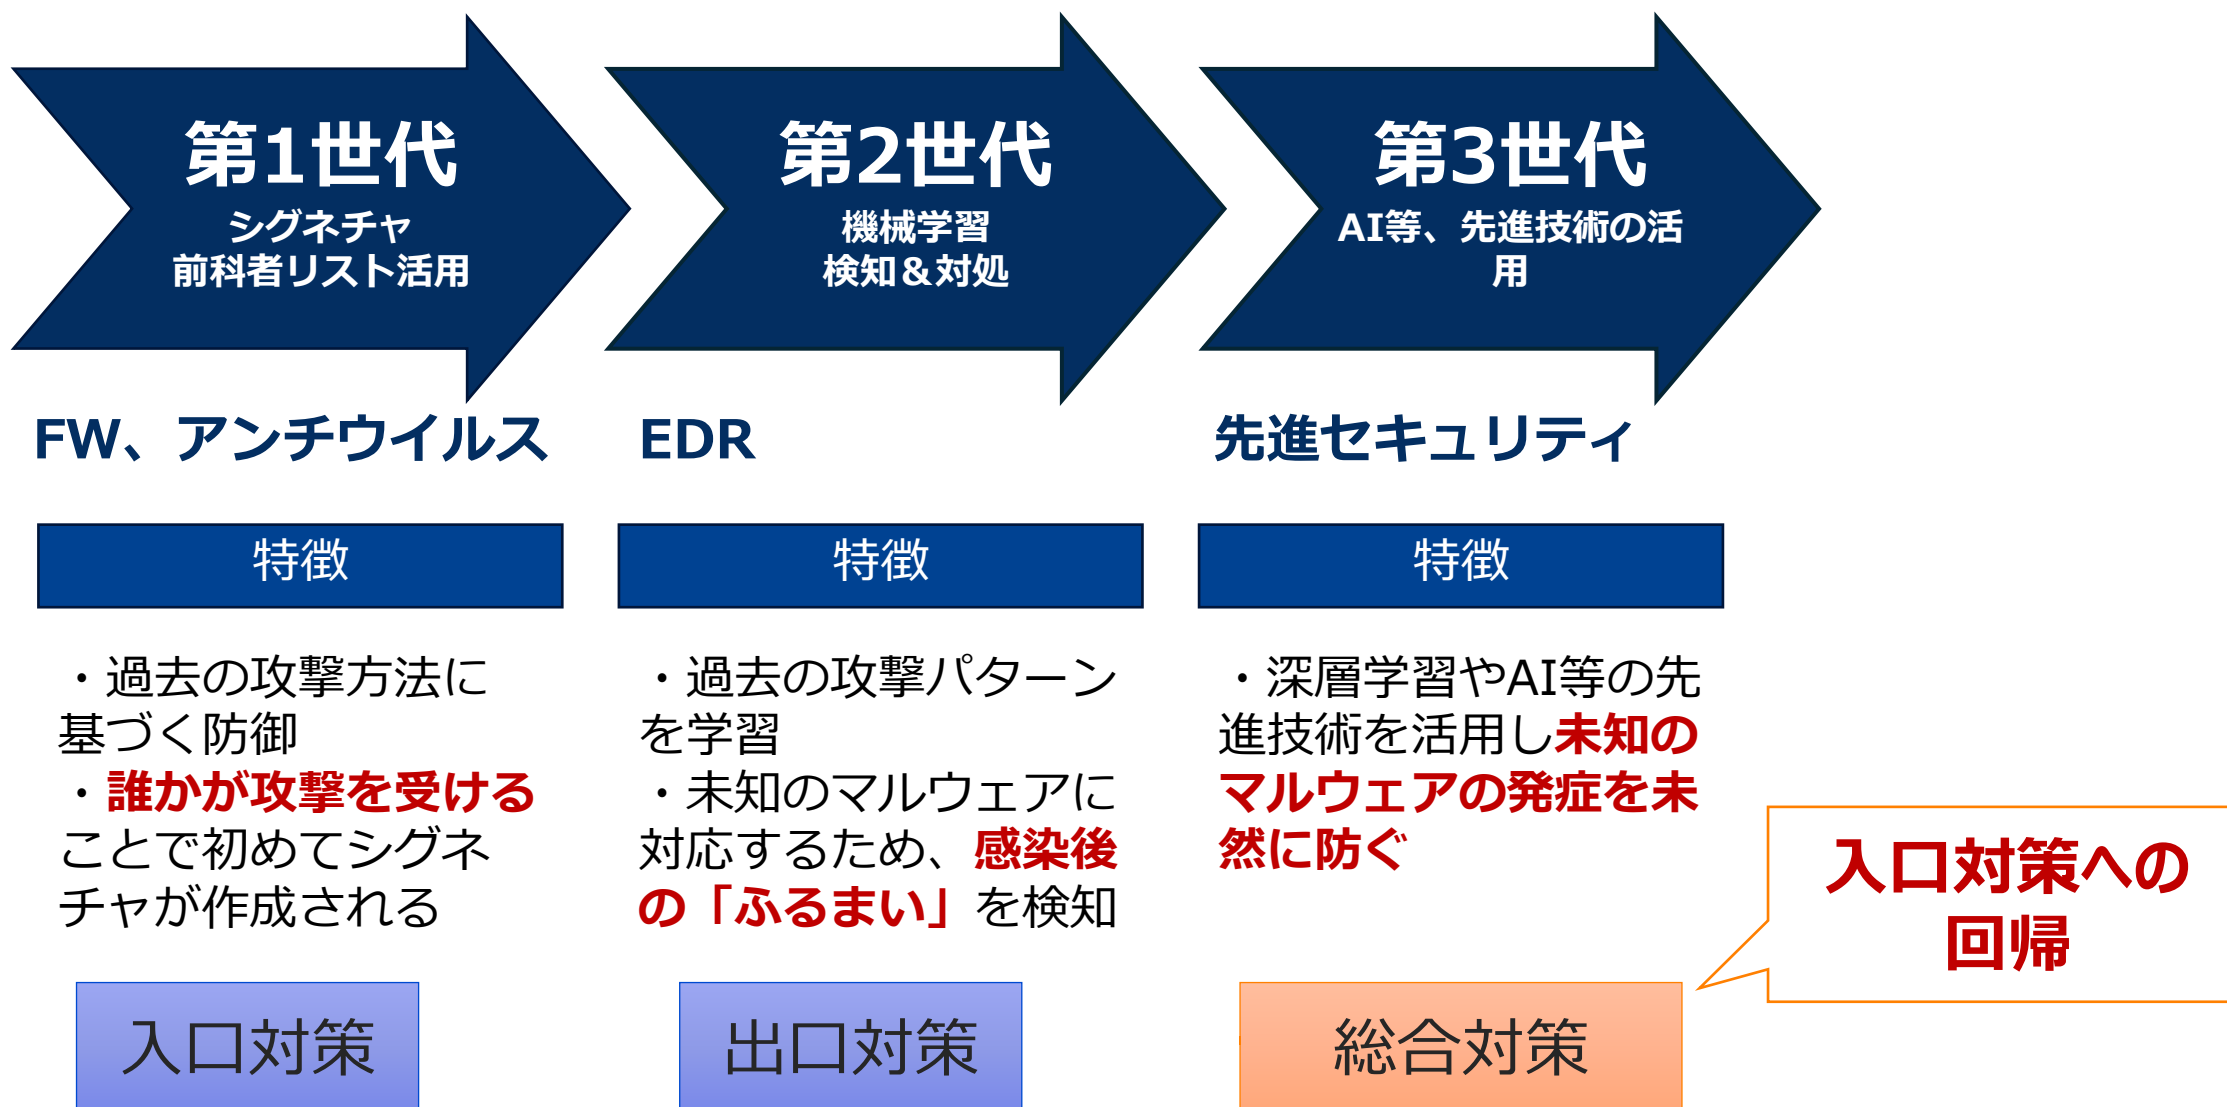 第1世代
シグネチャ
前科者リスト活用
第2世代
機械学習
検知＆対処
第3世代
AI等、先進技術の活
用
FW、アンチウイルス
EDR
先進セキュリティ
特徴
特徴
特徴
・過去の攻撃方法に
基づく防御
・誰かが攻撃を受ける
ことで初めてシグネ
チャが作成される
・過去の攻撃パターン
を学習
・未知のマルウェアに
対応するため、感染後
の「ふるまい」を検知
・深層学習やAI等の先
進技術を活用し未知の
マルウェアの発症を未
然に防ぐ
入口対策への
回帰
入口対策
出口対策
総合対策